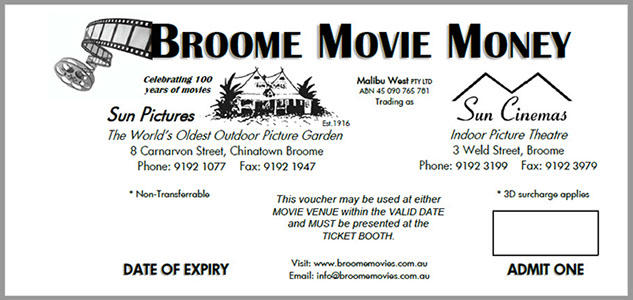 BROOME MOVIE MONEY
Celebrating 100
years of movies
Malibu West PTY LTD
ABN 45 090 765 781
Trading as
SUN PICTURES
Est.1916
Sun Pictures
The World's Oldest Outdoor Picture Garden
8 Carnarvon Street, Chinatown Broome
Phone: 9192 1077 Fax: 9192 1947
Sun Cinemas
Indoor Picture Theatre
3 Weld Street, Broome
Phone: 9192 3199 Fax: 9192 3979
* Non-Transferrable
This voucher may be used at either
MOVIE VENUE within the VALID DATE
and MUST be presented at the
TICKET BOOTH.
* 3D surcharge applies
DATE OF EXPIRY
Visit: www.broomemovies.com.au
Email: info@broomemovies.com.au
ADMIT ONE